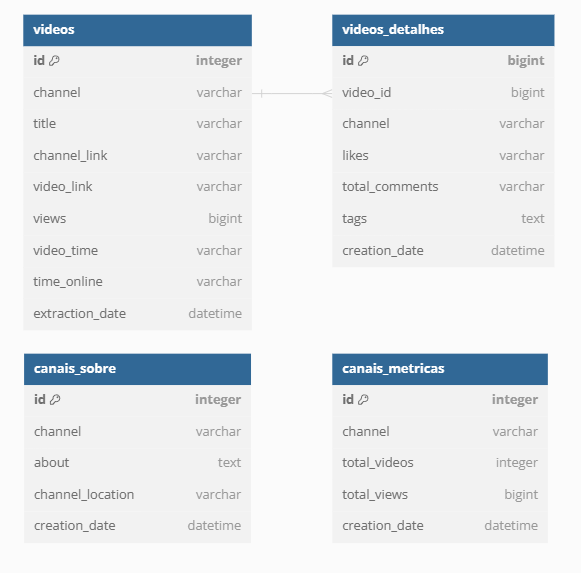 videos
id integer
channel varchar
title varchar
channel_link varchar
video_link varchar
views bigint
video_time varchar
time_online varchar
extraction_date datetime
videos_detalhes
id bigint
video_id bigint
channel varchar
likes varchar
total_comments varchar
tags text
creation_date datetime
canais_sobre
id integer
channel varchar
about text
channel_location varchar
creation_date datetime
canais_metricas
id integer
channel varchar
total_videos integer
total_views bigint
creation_date datetime